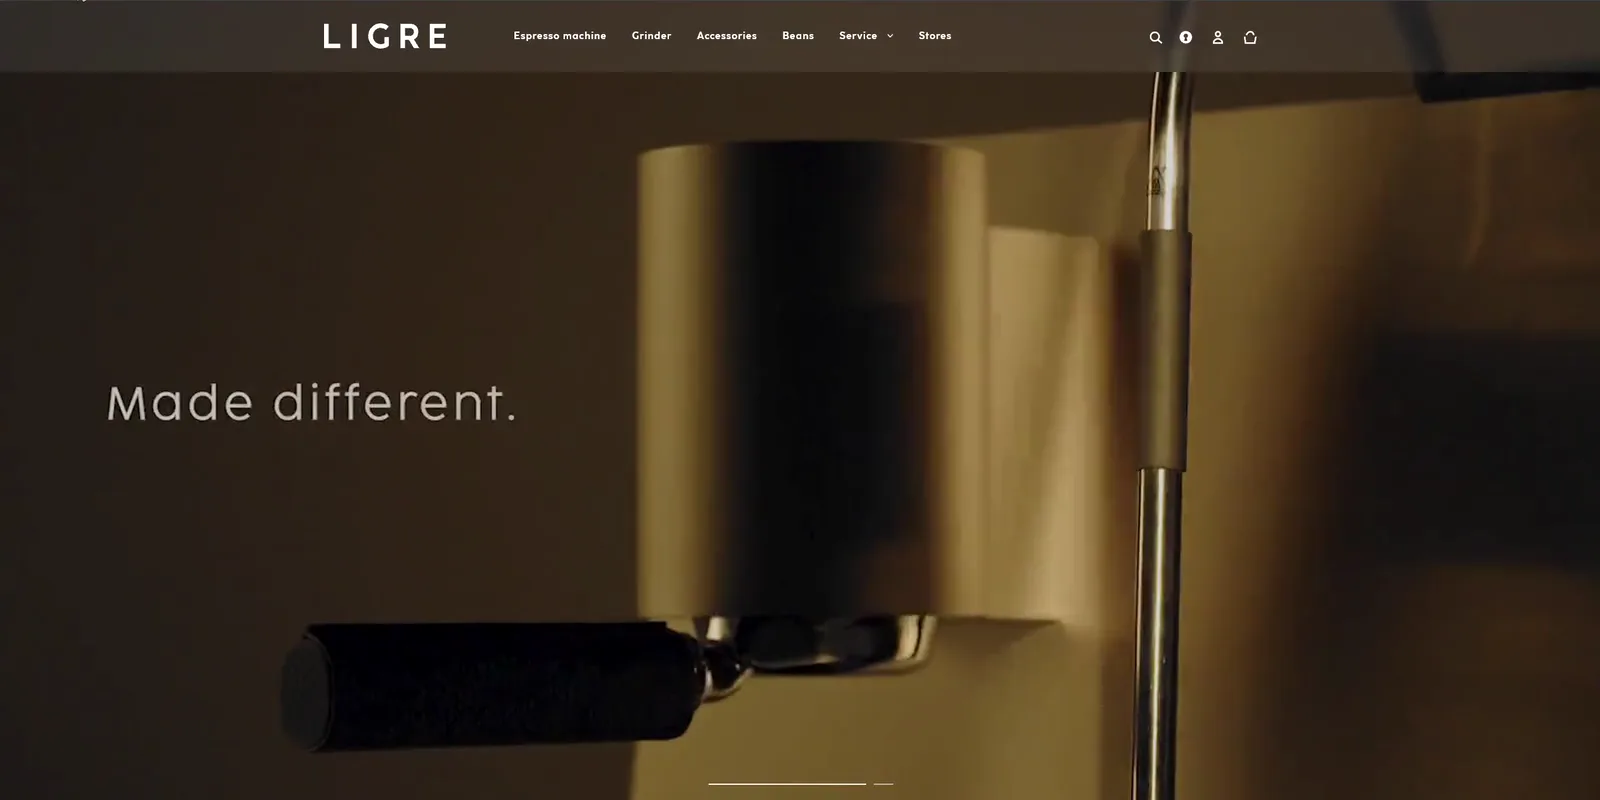 LIGRE
Espresso machine
Grinder
Accessories
Beans
Service
Stores
Made different.